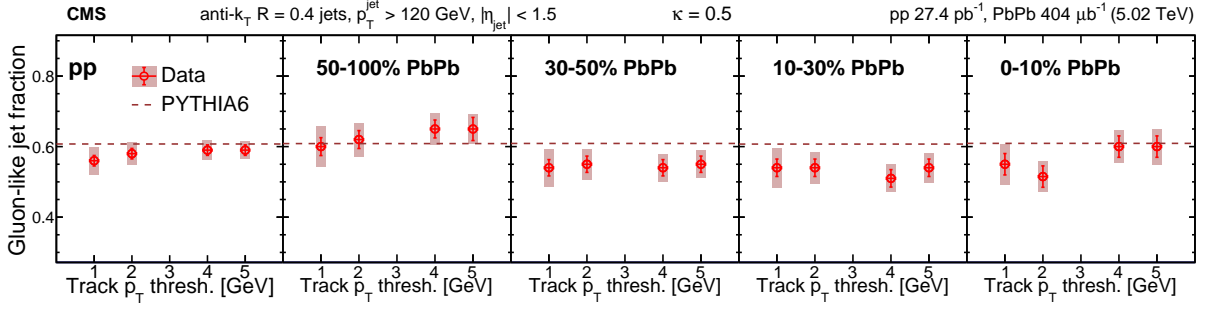 CMS anti-k_T R = 0.4 jets, p_T^jet > 120 GeV, |η_jet| < 1.5 κ = 0.5 pp 27.4 pb⁻¹, PbPb 404 μb⁻¹ (5.02 TeV)
Gluon-like jet fraction
0.8
0.6
0.4
pp
Data
PYTHIA6
50-100% PbPb
30-50% PbPb
10-30% PbPb
0-10% PbPb
1 2 3 4 5
1 2 3 4 5
1 2 3 4 5
1 2 3 4 5
1 2 3 4 5
Track p_T thresh. [GeV]
Track p_T thresh. [GeV]
Track p_T thresh. [GeV]
Track p_T thresh. [GeV]
Track p_T thresh. [GeV]